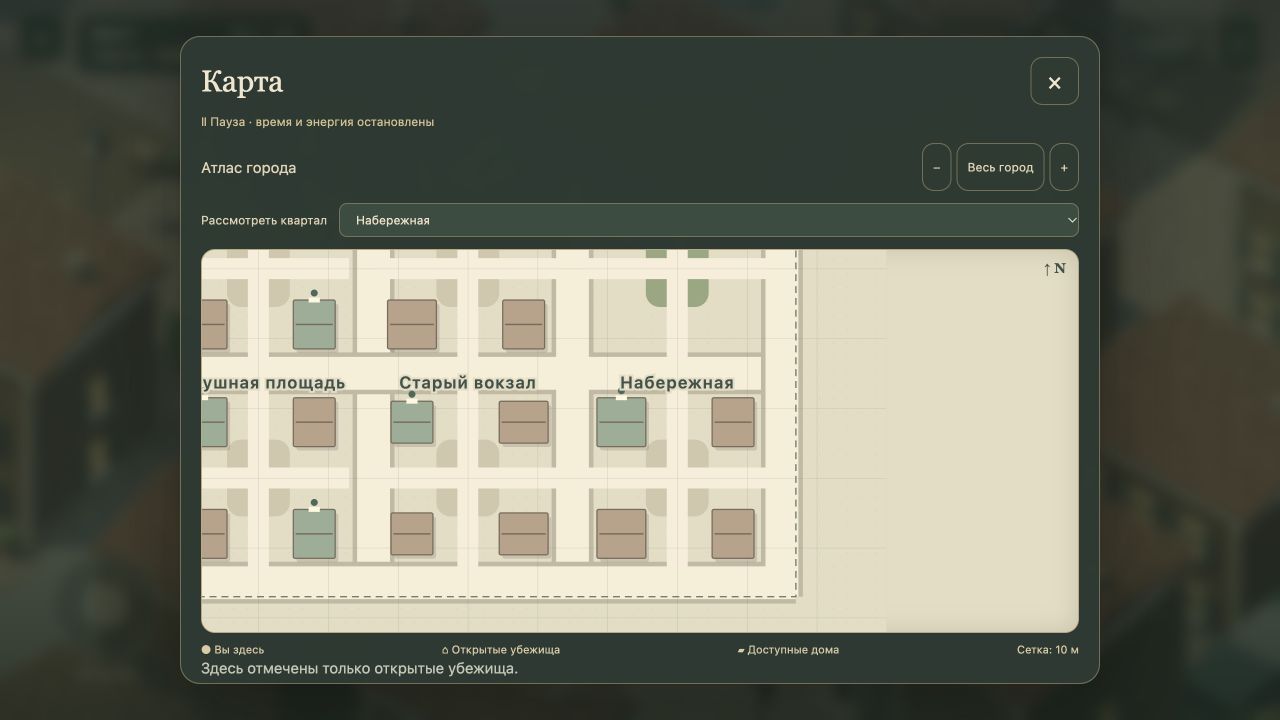 Карта
×
II Пауза · время и энергия остановлены
Атлас города
−
Весь город
+
Рассмотреть квартал
Набережная
↑ N
ушная площадь
Старый вокзал
Набережная
Вы здесь
Открытые убежища
Доступные дома
Сетка: 10 м
Здесь отмечены только открытые убежища.